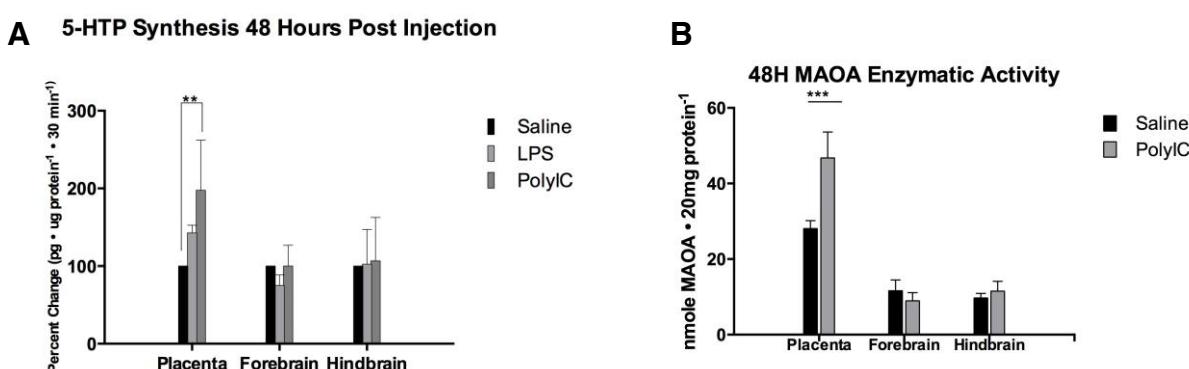 A
5-HTP Synthesis 48 Hours Post Injection
Percent Change (pg • ug protein⁻¹ • 30 min⁻¹)
300
200
100
0
**
Placenta Forebrain Hindbrain
Saline
LPS
PolyIC
B
48H MAOA Enzymatic Activity
nmole MAOA • 20mg protein⁻¹
60
40
20
0
***
Placenta Forebrain Hindbrain
Saline
PolyIC